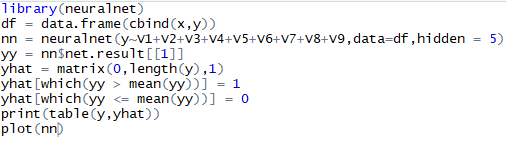 library(neuralnet)
df = data.frame(cbind(x,y))
nn = neuralnet(y~V1+V2+V3+V4+V5+V6+V7+V8+V9,data=df,hidden = 5)
yy = nn$net.result[[1]]
yhat = matrix(0,length(y),1)
yhat[which(yy > mean(yy))] = 1
yhat[which(yy <= mean(yy))] = 0
print(table(y,yhat))
plot(nn)